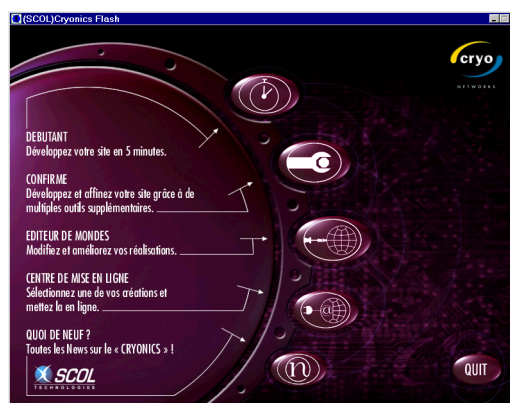 (SCOL)Cryonics Flash
cryo
NETWORKS
DEBUTANT
Développez votre site en 5 minutes.
CONFIRME
Développez et affinez votre site grâce à de
multiples outils supplémentaires.
EDITEUR DE MONDES
Modifiez et améliorez vos réalisations.
CENTRE DE MISE EN LIGNE
Sélectionnez une de vos créations et
mettez la en ligne.
QUOI DE NEUF ?
Toutes les News sur le « CRYONICS » !
SCOL
TECHNOLOGIES
@
n
QUIT